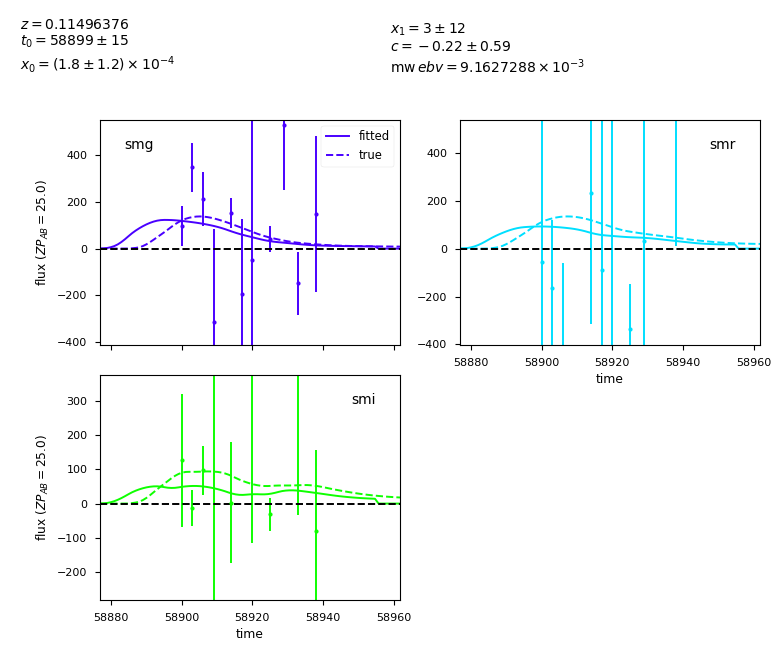 z = 0.11496376
t₀ = 58899 ± 15
x₀ = (1.8 ± 1.2) × 10⁻⁴
x₁ = 3 ± 12
c = −0.22 ± 0.59
mw ebv = 9.1627288 × 10⁻³
smg
fitted
true
400
200
0
−200
−400
flux (ZP_AB = 25.0)
smr
400
200
0
−200
−400
58880 58900 58920 58940 58960
time
smi
300
200
100
0
−100
−200
flux (ZP_AB = 25.0)
58880 58900 58920 58940 58960
time